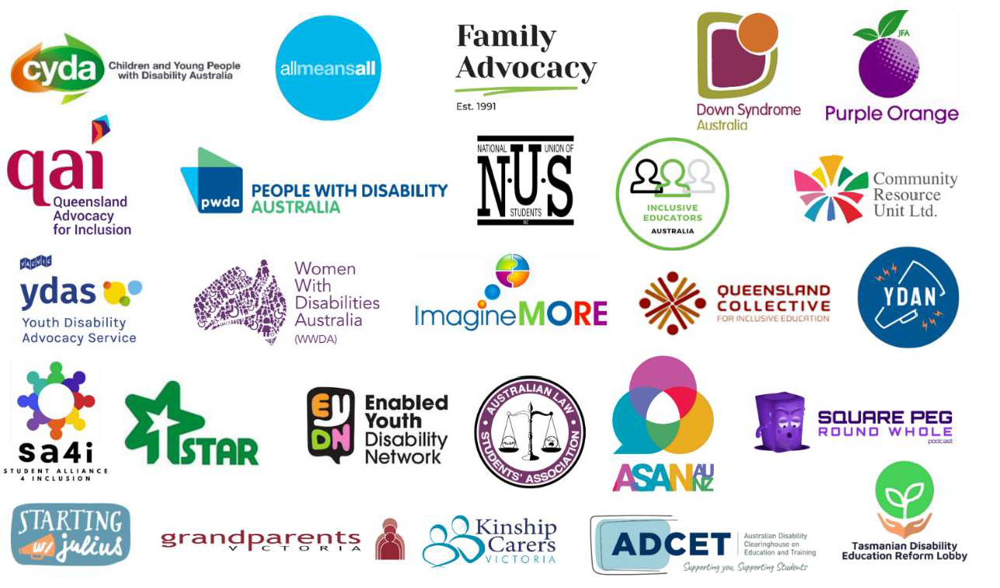 cyda
Children and Young People
with Disability Australia
allmeansall
Family
Advocacy
Est. 1991
Down Syndrome
Australia
JFA
Purple Orange
qai
Queensland
Advocacy
for Inclusion
pwda
PEOPLE WITH DISABILITY
AUSTRALIA
NATIONAL UNION OF
N.U.S
STUDENTS
INCLUSIVE
EDUCATORS
AUSTRALIA
Community
Resource
Unit Ltd.
YACVIC
ydas
Youth Disability
Advocacy Service
Women
With
Disabilities
Australia
(WWDA)
ImagineMORE
QUEENSLAND
COLLECTIVE
FOR INCLUSIVE EDUCATION
YDAN
sa4i
STUDENT ALLIANCE
4 INCLUSION
STAR
EYDN
Enabled
Youth
Disability
Network
AUSTRALIAN LAW
STUDENTS' ASSOCIATION
ALSA
ASAN AU
NZ
SQUARE PEG
ROUND WHOLE
podcast
STARTING
w/ julius
grandparents
VICTORIA
Kinship
Carers
VICTORIA
ADCET
Australian Disability
Clearinghouse on
Education and Training
Supporting you, Supporting Students
Tasmanian Disability
Education Reform Lobby